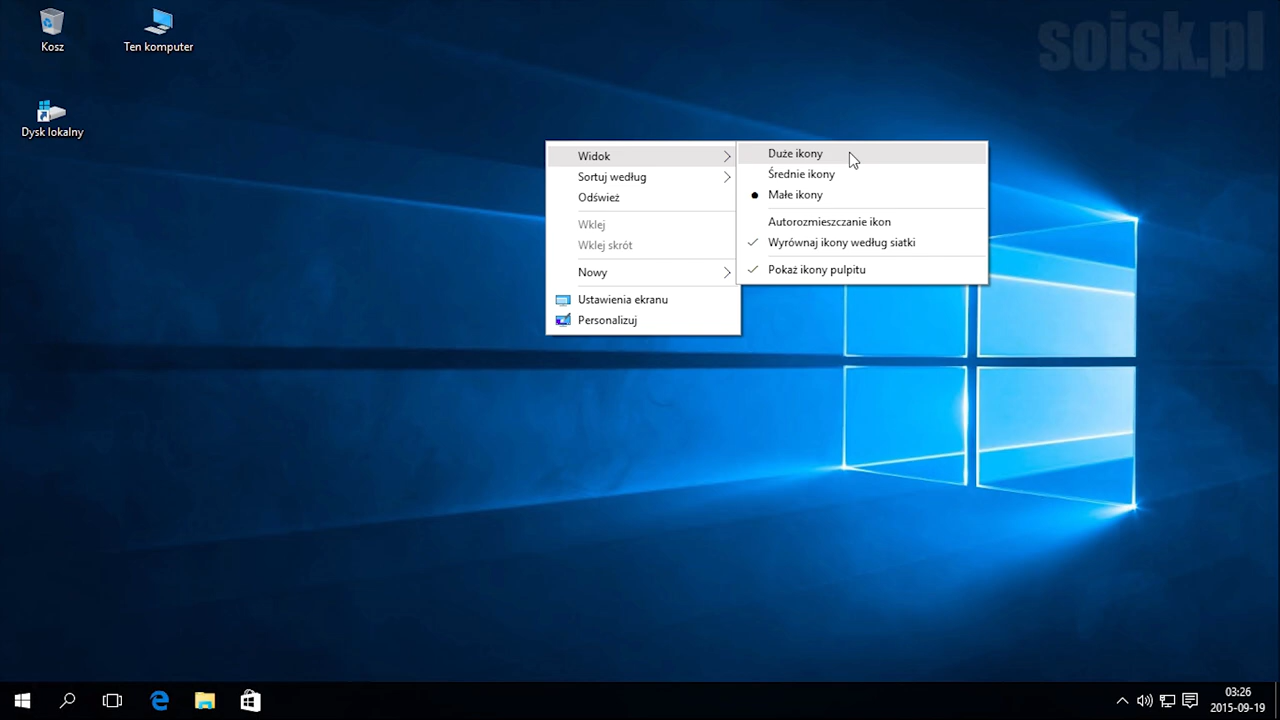 soisk.pl
Kosz
Ten komputer
Dysk lokalny
Widok
Sortuj według
Odśwież
Wklej
Wklej skrót
Nowy
Ustawienia ekranu
Personalizuj
Duże ikony
Średnie ikony
Małe ikony
Autorozmieszczanie ikon
Wyrównaj ikony według siatki
Pokaż ikony pulpitu
03:26
2015-09-19